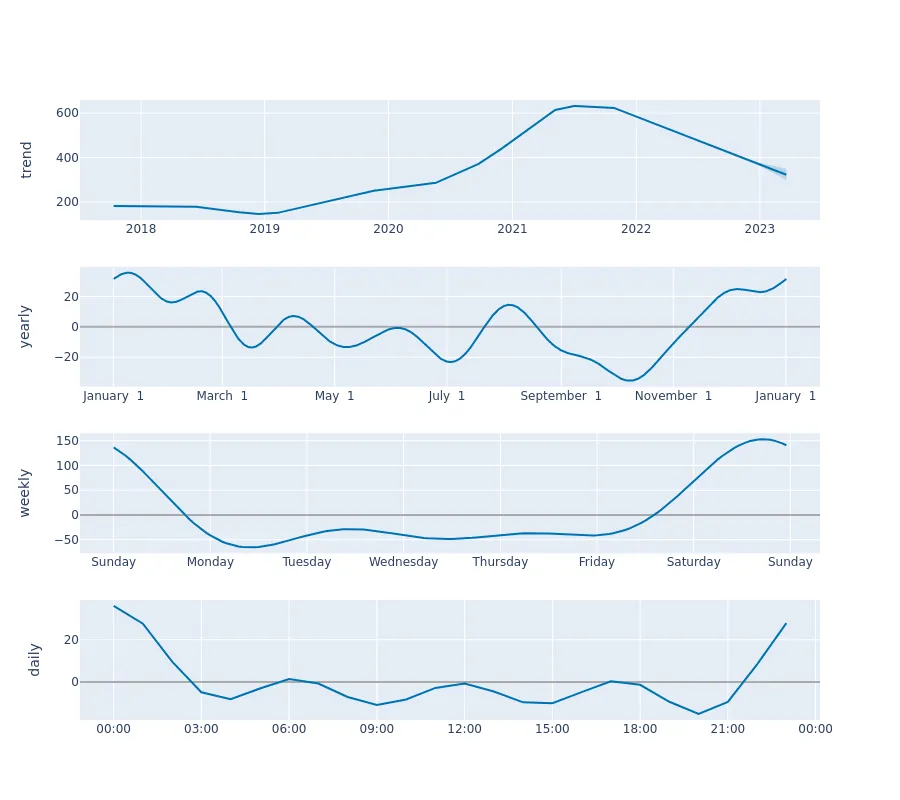 trend
600
400
200
2018 2019 2020 2021 2022 2023
yearly
20
0
−20
January 1 March 1 May 1 July 1 September 1 November 1 January 1
weekly
150
100
50
0
−50
Sunday Monday Tuesday Wednesday Thursday Friday Saturday Sunday
daily
20
0
00:00 03:00 06:00 09:00 12:00 15:00 18:00 21:00 00:00